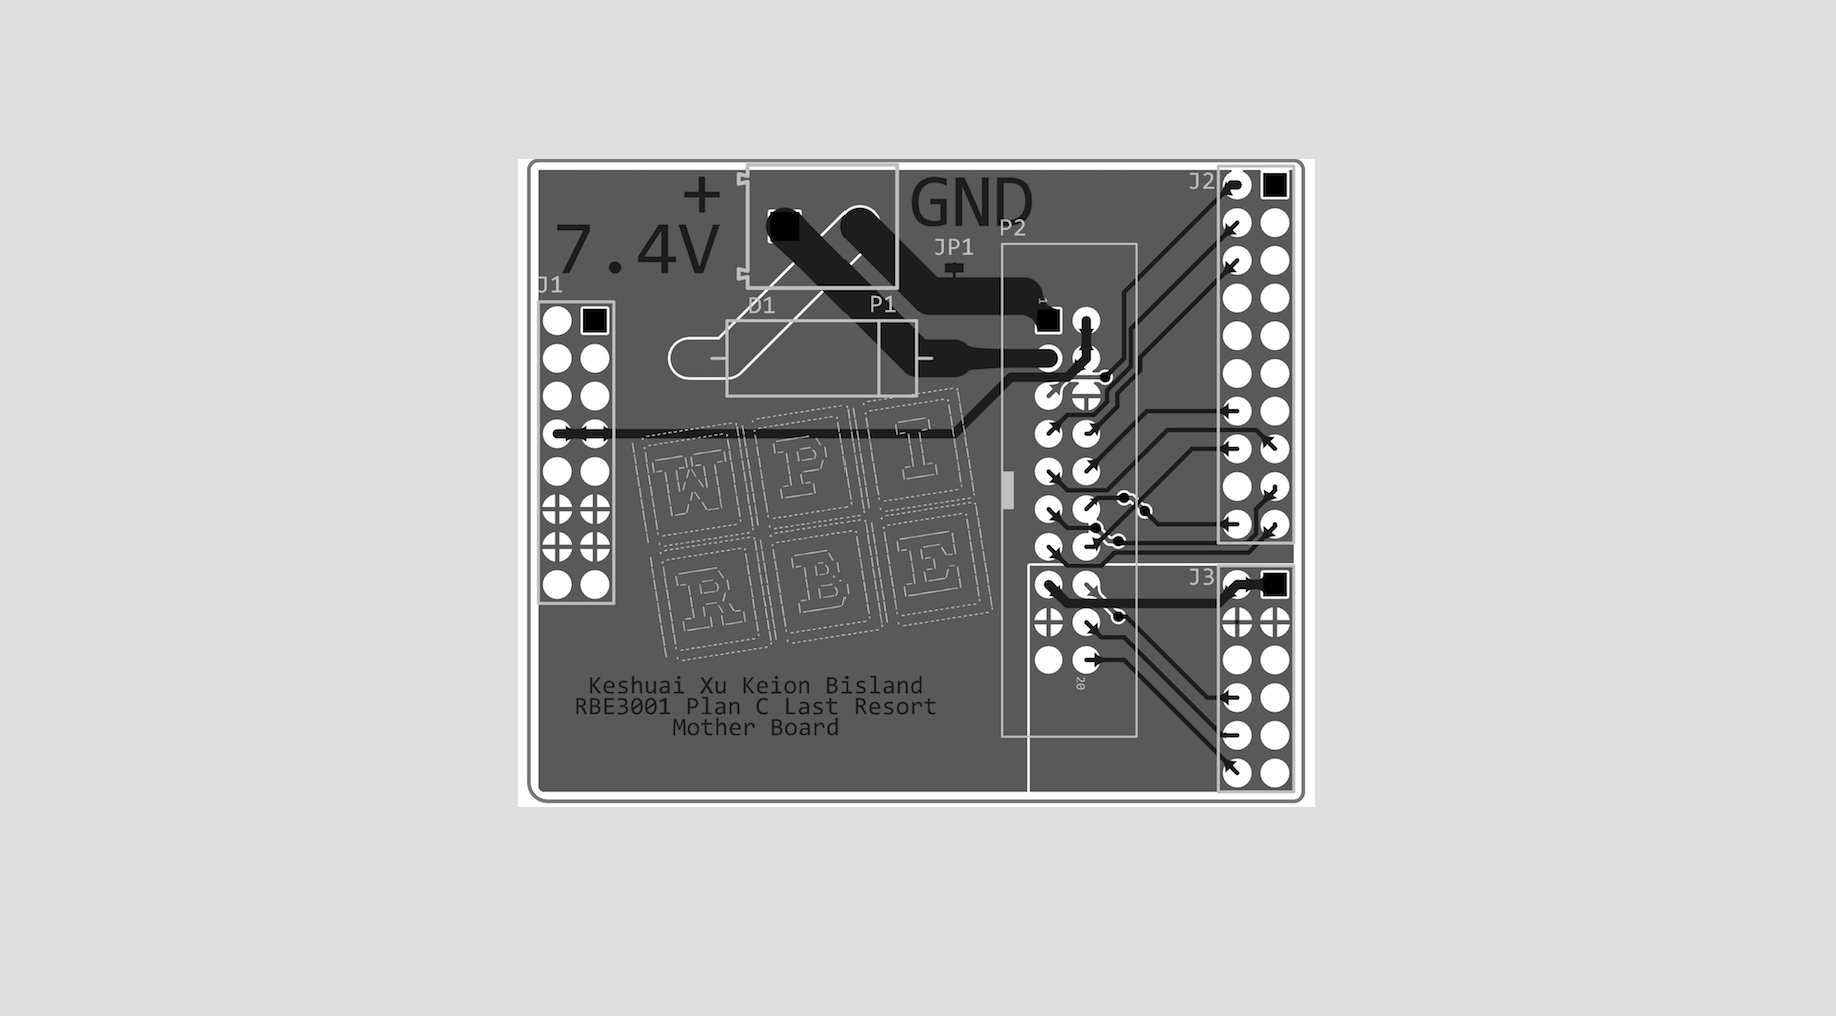 +
7.4V
GND
J2
P2
JP1
J1
D1
P1
1
W P I
R B E
J3
20
Keshuai Xu Keion Bisland
RBE3001 Plan C Last Resort
Mother Board